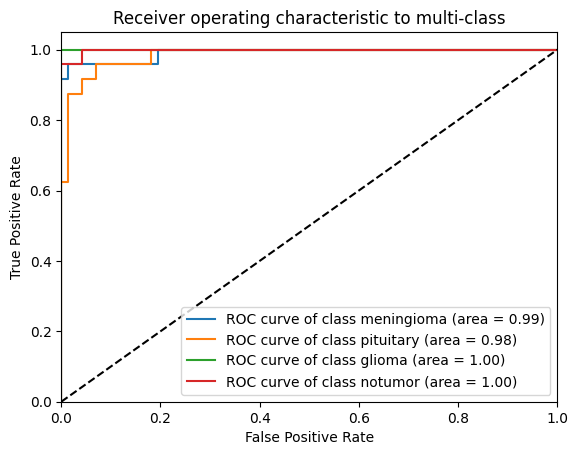 Receiver operating characteristic to multi-class
True Positive Rate
1.0
0.8
0.6
0.4
0.2
0.0
ROC curve of class meningioma (area = 0.99)
ROC curve of class pituitary (area = 0.98)
ROC curve of class glioma (area = 1.00)
ROC curve of class notumor (area = 1.00)
0.0 0.2 0.4 0.6 0.8 1.0
False Positive Rate